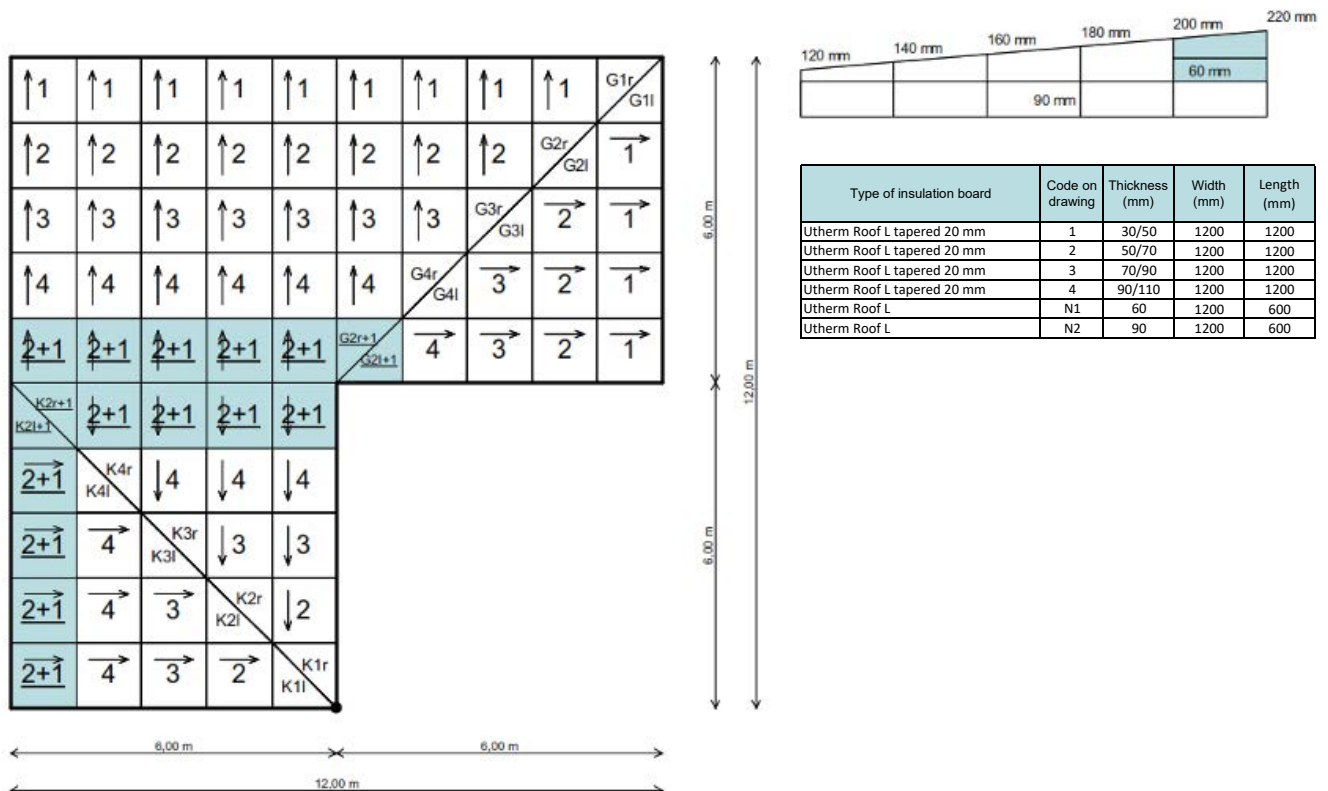 1 1 1 1 1 1 1 1 1 G1r G1l
2 2 2 2 2 2 2 2 G2r G2l 1
3 3 3 3 3 3 3 G3r G3l 2 1
4 4 4 4 4 4 G4r G4l 3 2 1
2+1 2+1 2+1 2+1 2+1 G2r+1 G2l+1 4 3 2 1
K2r+1 K2l+1 2+1 2+1 2+1 2+1
2+1 K4r K4l 4 4 4
2+1 4 K3r K3l 3 3
2+1 4 3 K2r K2l 2
2+1 4 3 2 K1r K1l
6,00 m
6,00 m
12,00 m
6,00 m 6,00 m
12,00 m
120 mm 140 mm 160 mm 180 mm 200 mm 220 mm
60 mm
90 mm
Type of insulation board Code on drawing Thickness (mm) Width (mm) Length (mm)
Utherm Roof L tapered 20 mm 1 30/50 1200 1200
Utherm Roof L tapered 20 mm 2 50/70 1200 1200
Utherm Roof L tapered 20 mm 3 70/90 1200 1200
Utherm Roof L tapered 20 mm 4 90/110 1200 1200
Utherm Roof L N1 60 1200 600
Utherm Roof L N2 90 1200 600